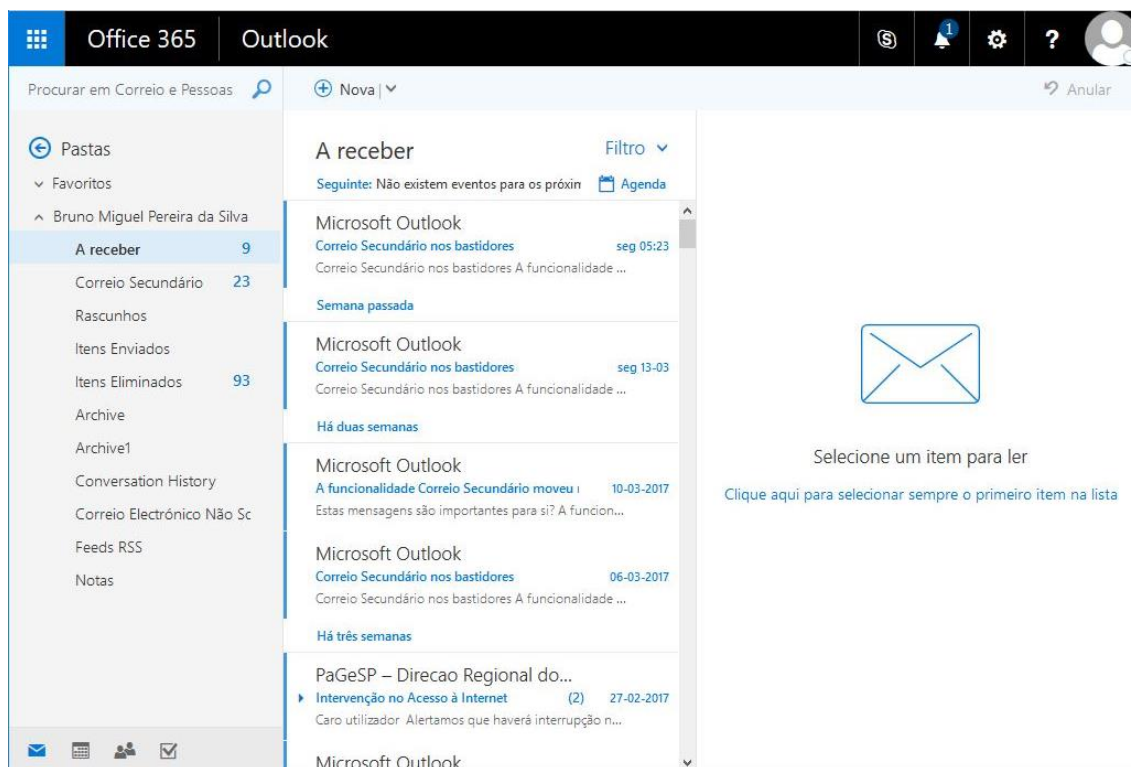 Office 365 Outlook 1 ?
Procurar em Correio e Pessoas
Nova
Anular
Pastas
Favoritos
Bruno Miguel Pereira da Silva
A receber 9
Correio Secundário 23
Rascunhos
Itens Enviados
Itens Eliminados 93
Archive
Archive1
Conversation History
Correio Electrónico Não Sc
Feeds RSS
Notas
A receber
Filtro
Seguinte: Não existem eventos para os próxin
Agenda
Microsoft Outlook
Correio Secundário nos bastidores seg 05:23
Correio Secundário nos bastidores A funcionalidade ...
Semana passada
Microsoft Outlook
Correio Secundário nos bastidores seg 13-03
Correio Secundário nos bastidores A funcionalidade ...
Há duas semanas
Microsoft Outlook
A funcionalidade Correio Secundário moveu 10-03-2017
Estas mensagens são importantes para si? A funcion...
Microsoft Outlook
Correio Secundário nos bastidores 06-03-2017
Correio Secundário nos bastidores A funcionalidade ...
Há três semanas
PaGeSP – Direcao Regional do...
Intervenção no Acesso à Internet (2) 27-02-2017
Caro utilizador Alertamos que haverá interrupção n...
Microsoft Outlook
Selecione um item para ler
Clique aqui para selecionar sempre o primeiro item na lista